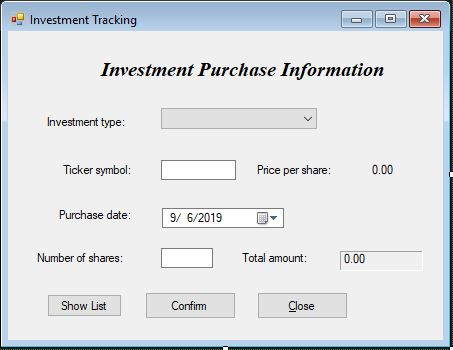 Investment Tracking
Investment Purchase Information
Investment type:
Ticker symbol: Price per share: 0.00
Purchase date: 9/ 6/2019
Number of shares: Total amount: 0.00
Show List Confirm Close